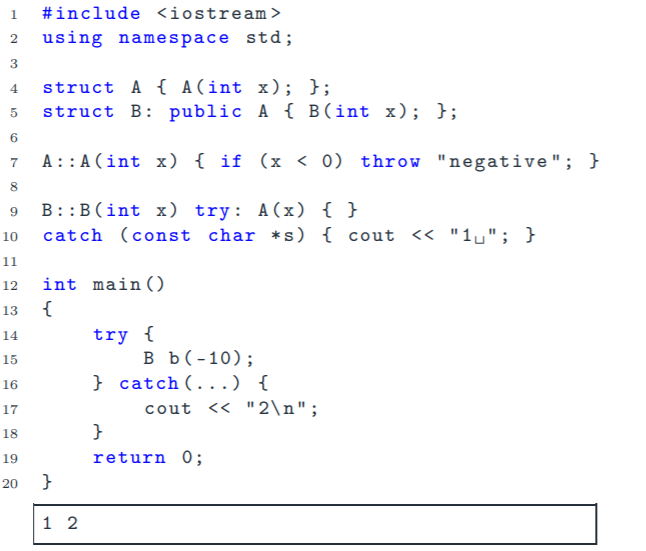 1 #include <iostream>
2 using namespace std;
3
4 struct A { A(int x); };
5 struct B: public A { B(int x); };
6
7 A::A(int x) { if (x < 0) throw "negative"; }
8
9 B::B(int x) try: A(x) { }
10 catch (const char *s) { cout << "1␣"; }
11
12 int main()
13 {
14     try {
15         B b(-10);
16     } catch(...) {
17         cout << "2\n";
18     }
19     return 0;
20 }
1 2